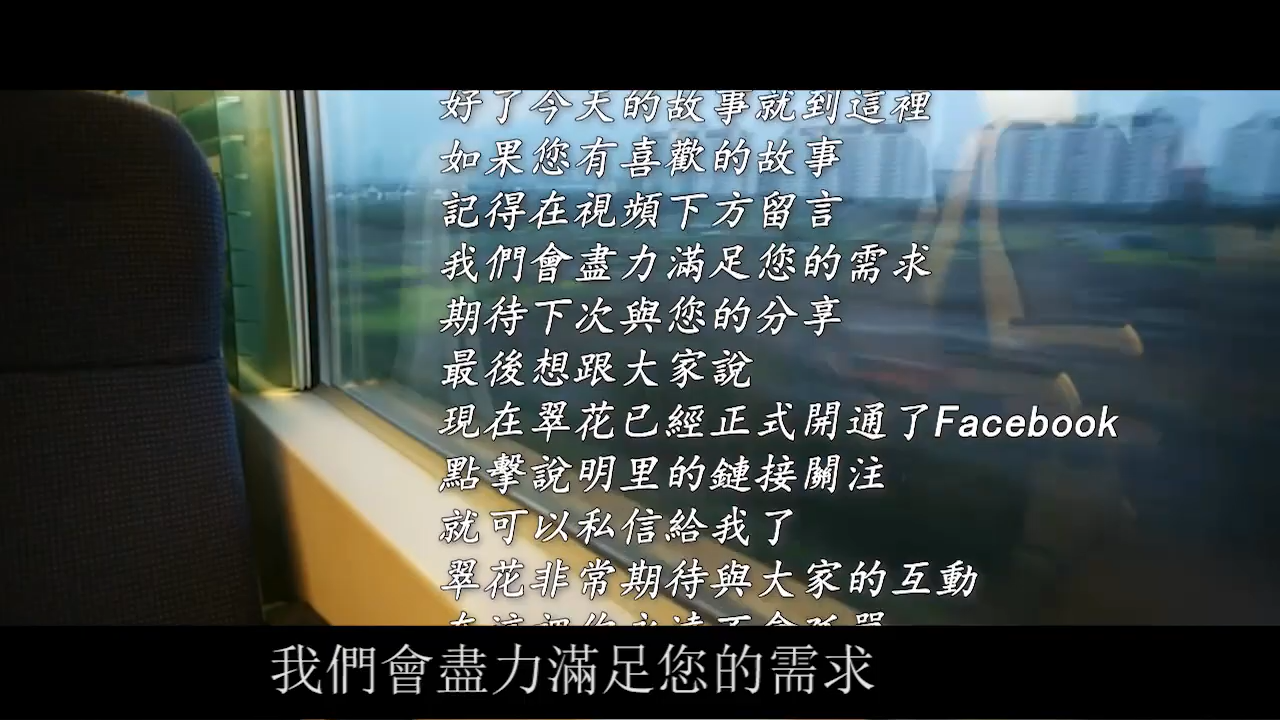 好了今天的故事就到這裡
如果您有喜歡的故事
記得在視頻下方留言
我們會盡力滿足您的需求
期待下次與您的分享
最後想跟大家說
現在翠花已經正式開通了Facebook
點擊說明里的鏈接關注
就可以私信給我了
翠花非常期待與大家的互動
我們會盡力滿足您的需求